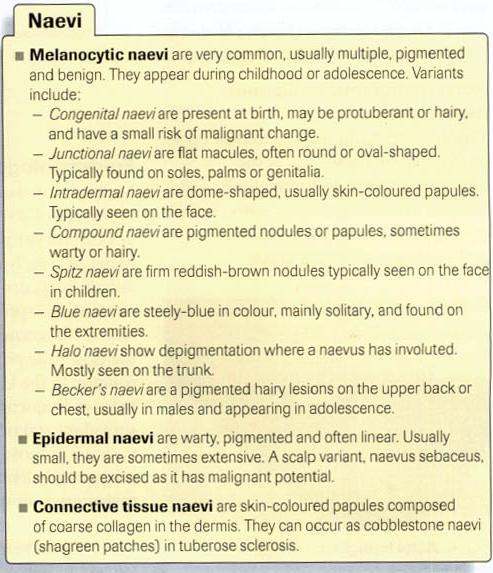 Naevi
■ Melanocytic naevi are very common, usually multiple, pigmented
and benign. They appear during childhood or adolescence. Variants
include:
– Congenital naevi are present at birth, may be protuberant or hairy,
and have a small risk of malignant change.
– Junctional naevi are flat macules, often round or oval-shaped.
Typically found on soles, palms or genitalia.
– Intradermal naevi are dome-shaped, usually skin-coloured papules.
Typically seen on the face.
– Compound naevi are pigmented nodules or papules, sometimes
warty or hairy.
– Spitz naevi are firm reddish-brown nodules typically seen on the face
in children.
– Blue naevi are steely-blue in colour, mainly solitary, and found on
the extremities.
– Halo naevi show depigmentation where a naevus has involuted.
Mostly seen on the trunk.
– Becker's naevi are a pigmented hairy lesions on the upper back or
chest, usually in males and appearing in adolescence.
■ Epidermal naevi are warty, pigmented and often linear. Usually
small, they are sometimes extensive. A scalp variant, naevus sebaceus,
should be excised as it has malignant potential.
■ Connective tissue naevi are skin-coloured papules composed
of coarse collagen in the dermis. They can occur as cobblestone naevi
(shagreen patches) in tuberose sclerosis.